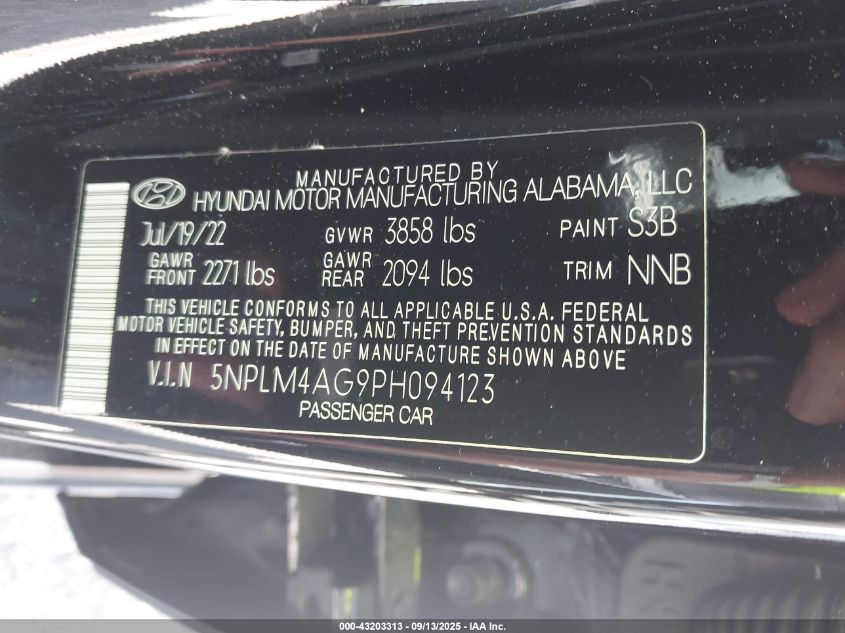 MANUFACTURED BY
HYUNDAI MOTOR MANUFACTURING ALABAMA, LLC
Jul/19/22 GVWR 3858 lbs PAINT S3B
GAWR FRONT 2271 lbs GAWR REAR 2094 lbs TRIM NNB
THIS VEHICLE CONFORMS TO ALL APPLICABLE U.S.A. FEDERAL
MOTOR VEHICLE SAFETY, BUMPER, AND THEFT PREVENTION STANDARDS
IN EFFECT ON THE DATE OF MANUFACTURE SHOWN ABOVE
V.I.N 5NPLM4AG9PH094123
PASSENGER CAR
000-43203313 - 09/13/2025 - IAA Inc.